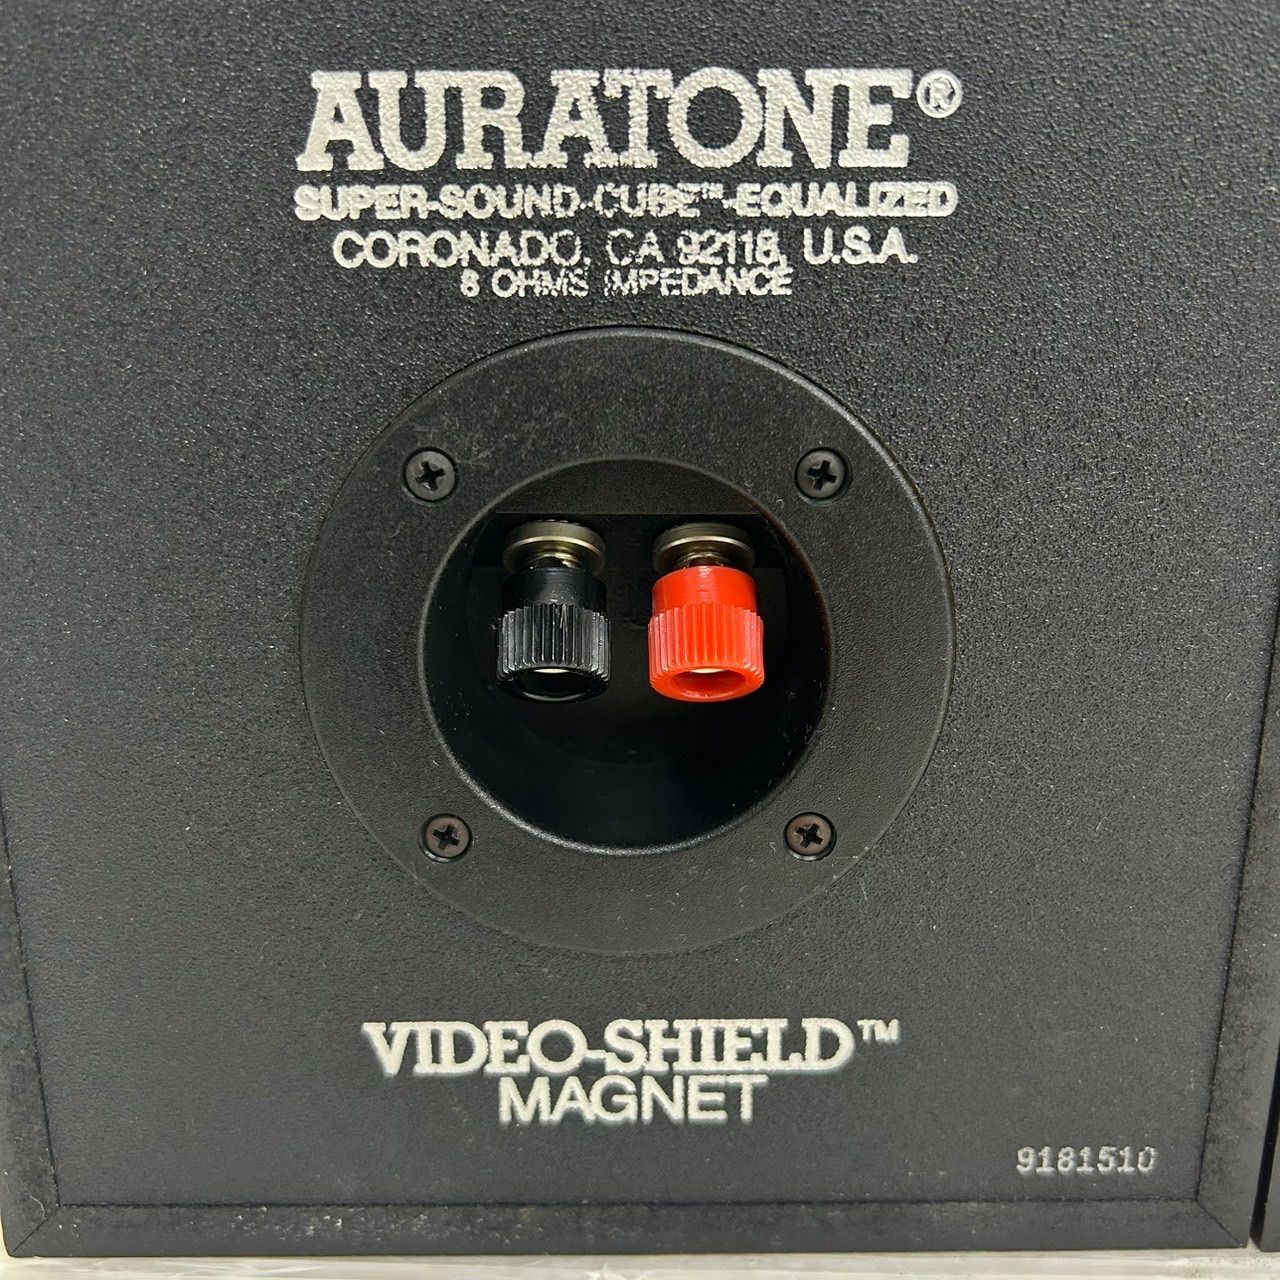 AURATONE®
SUPER-SOUND-CUBE™-EQUALIZED
CORONADO, CA 92118, U.S.A.
8 OHMS IMPEDANCE
VIDEO-SHIELD™
MAGNET
9181510